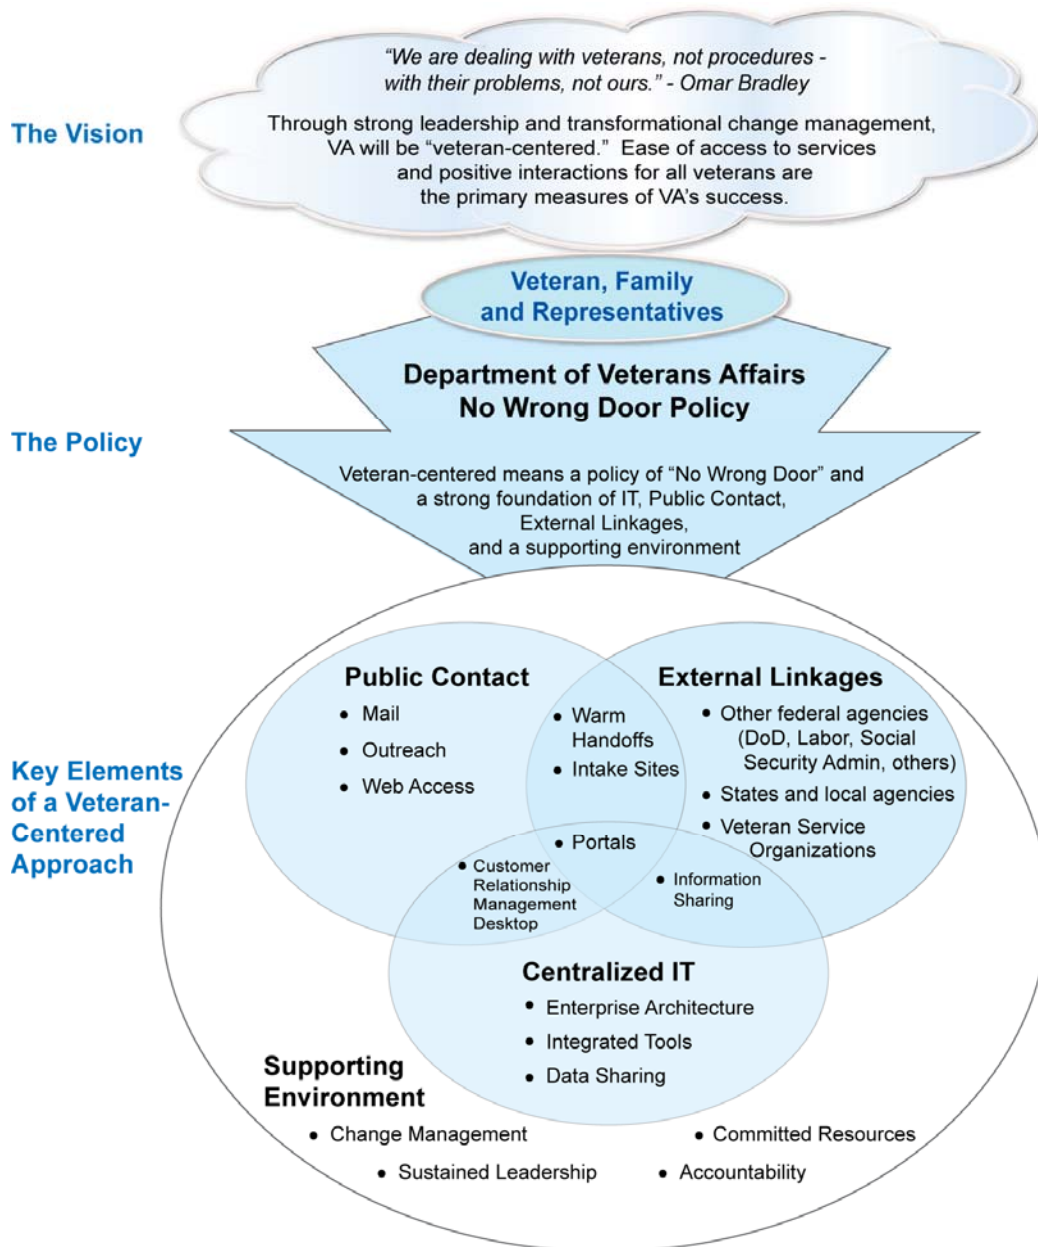 “We are dealing with veterans, not procedures -
with their problems, not ours.” - Omar Bradley
The Vision
Through strong leadership and transformational change management,
VA will be “veteran-centered.” Ease of access to services
and positive interactions for all veterans are
the primary measures of VA’s success.
Veteran, Family
and Representatives
Department of Veterans Affairs
No Wrong Door Policy
The Policy
Veteran-centered means a policy of “No Wrong Door” and
a strong foundation of IT, Public Contact,
External Linkages,
and a supporting environment
Key Elements
of a Veteran-
Centered
Approach
Public Contact
• Mail
• Outreach
• Web Access
• Warm
Handoffs
• Intake Sites
External Linkages
• Other federal agencies
(DoD, Labor, Social
Security Admin, others)
• States and local agencies
• Veteran Service
Organizations
• Portals
• Customer
Relationship
Management
Desktop
• Information
Sharing
Centralized IT
• Enterprise Architecture
• Integrated Tools
• Data Sharing
Supporting
Environment
• Change Management
• Committed Resources
• Sustained Leadership
• Accountability